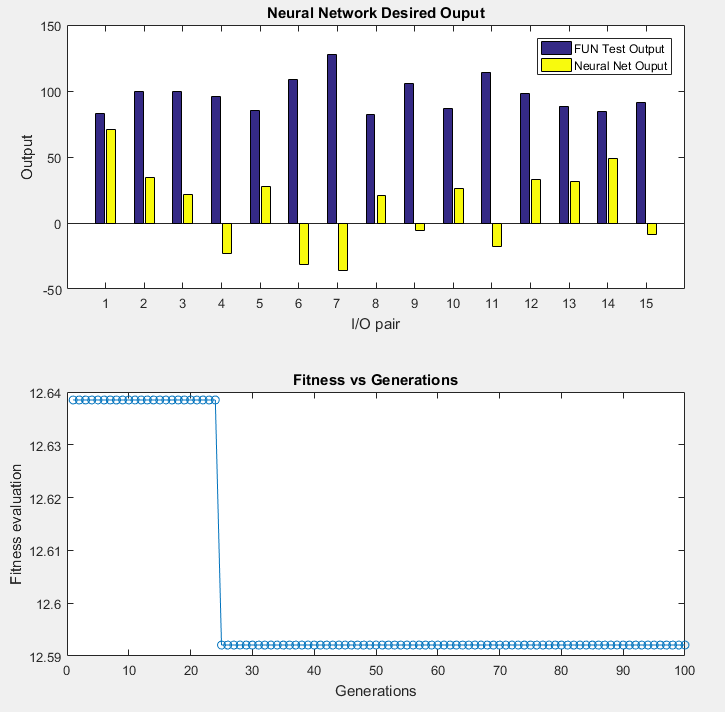 Neural Network Desired Ouput
150
100
50
0
-50
Output
FUN Test Output
Neural Net Ouput
1 2 3 4 5 6 7 8 9 10 11 12 13 14 15
I/O pair
Fitness vs Generations
12.64
12.63
12.62
12.61
12.6
12.59
Fitness evaluation
0 10 20 30 40 50 60 70 80 90 100
Generations